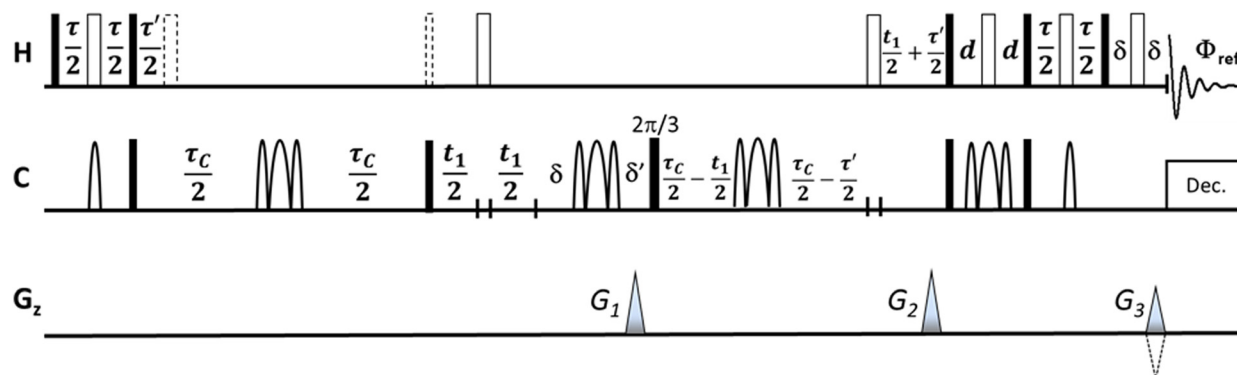 H τ/2 τ/2 τ′/2 t₁/2 + τ′/2 d d τ/2 τ/2 δ δ Φref
2π/3
C τC/2 τC/2 t₁/2 t₁/2 δ δ′ τC/2 − t₁/2 τC/2 − τ′/2 Dec.
Gz G₁ G₂ G₃